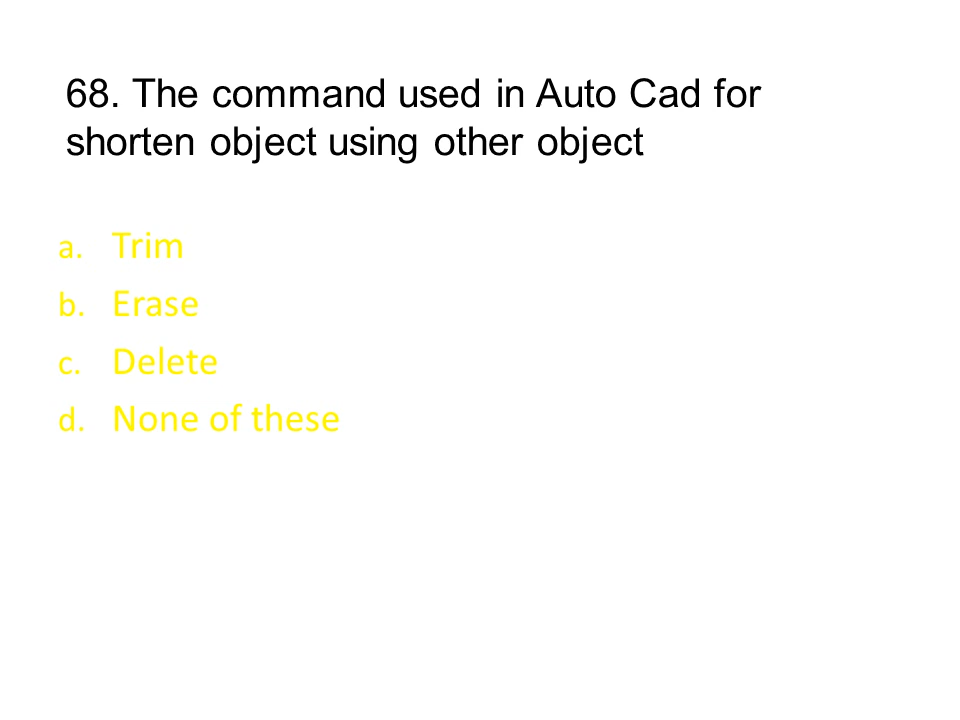 68. The command used in Auto Cad for
shorten object using other object
a. Trim
b. Erase
c. Delete
d. None of these